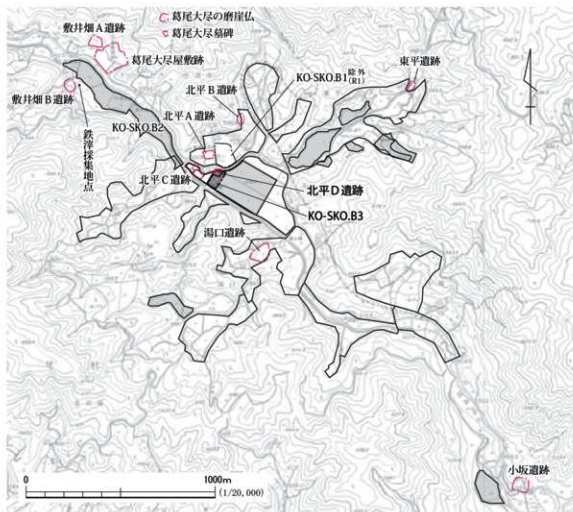 敷井畑A遺跡
葛尾大尽の磨崖仏
葛尾大尽墓碑
葛尾大尽屋敷跡
敷井畑B遺跡
鉄滓採集地点
KO-SKO.B2
北平A遺跡
北平B遺跡
KO-SKO.B1
除外
(R1)
東平遺跡
北平C遺跡
北平D遺跡
KO-SKO.B3
湯口遺跡
小坂遺跡
0
1000m
(1/20,000)